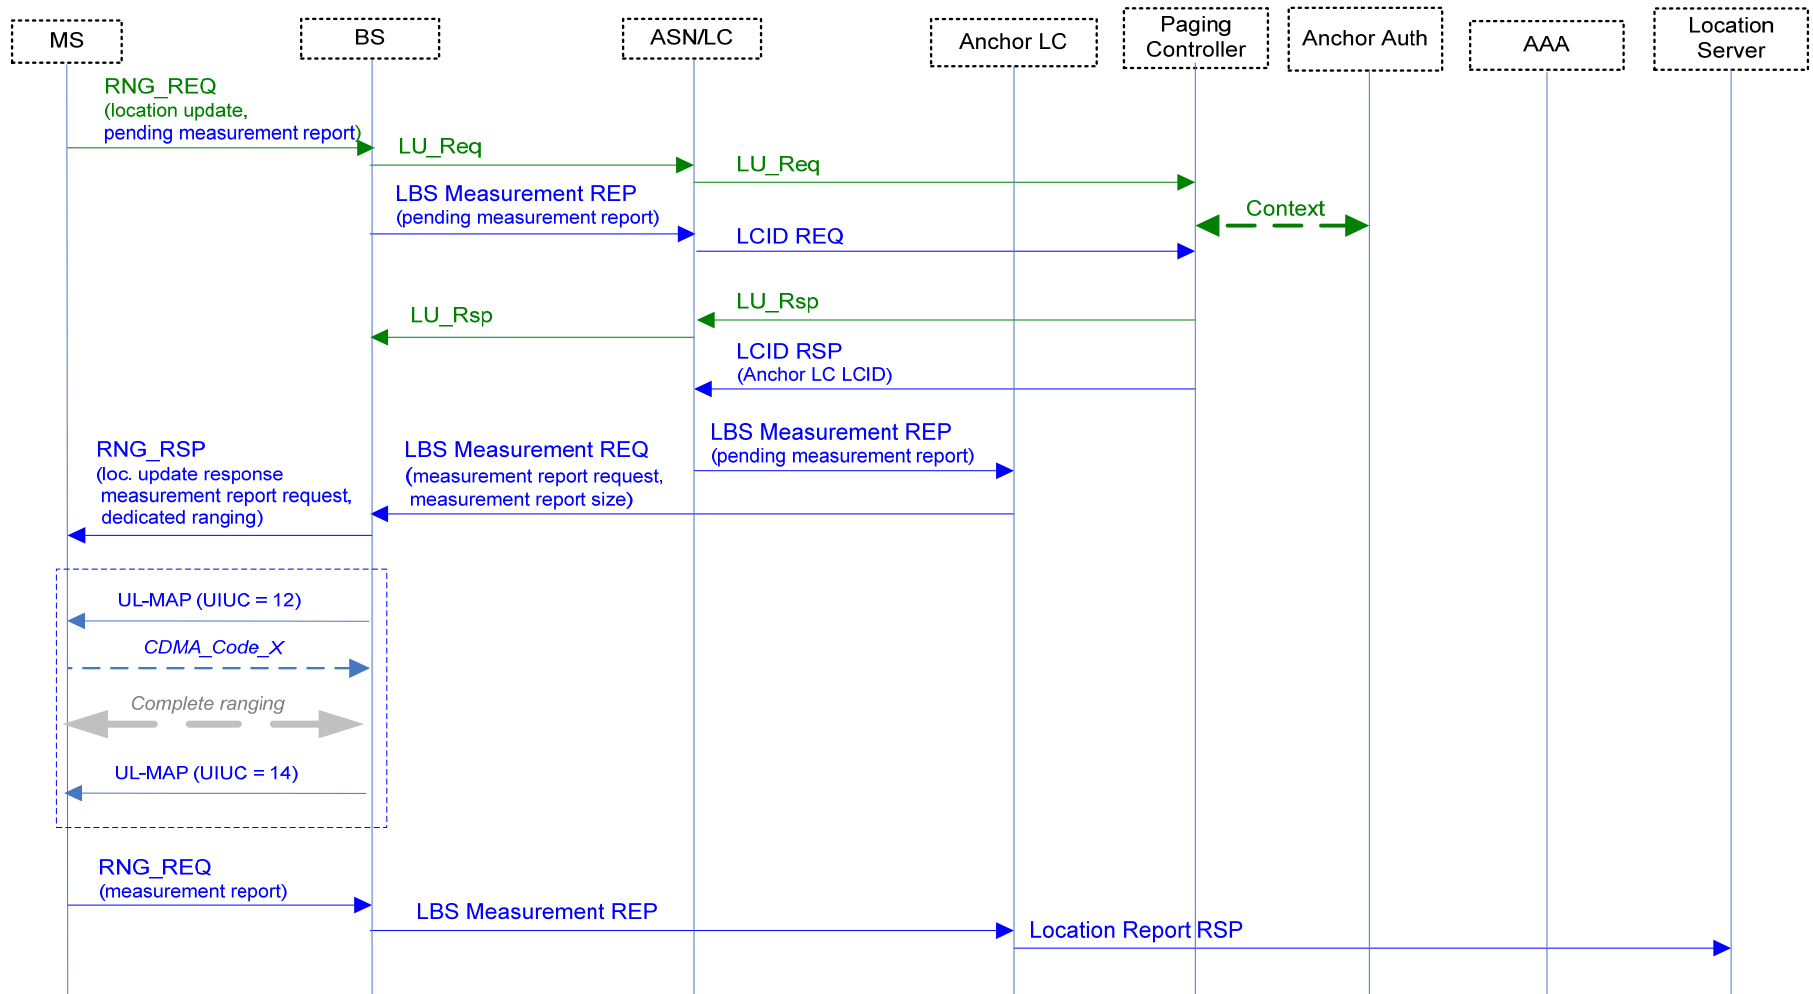 MS
BS
ASN/LC
Anchor LC
Paging
Controller
Anchor Auth
AAA
Location
Server
RNG_REQ
(location update,
pending measurement report)
LU_Req
LU_Req
LBS Measurement REP
(pending measurement report)
Context
LCID REQ
LU_Rsp
LU_Rsp
LCID RSP
(Anchor LC LCID)
LBS Measurement REP
(pending measurement report)
LBS Measurement REQ
(measurement report request,
measurement report size)
RNG_RSP
(loc. update response
measurement report request,
dedicated ranging)
UL-MAP (UIUC = 12)
CDMA_Code_X
Complete ranging
UL-MAP (UIUC = 14)
RNG_REQ
(measurement report)
LBS Measurement REP
Location Report RSP